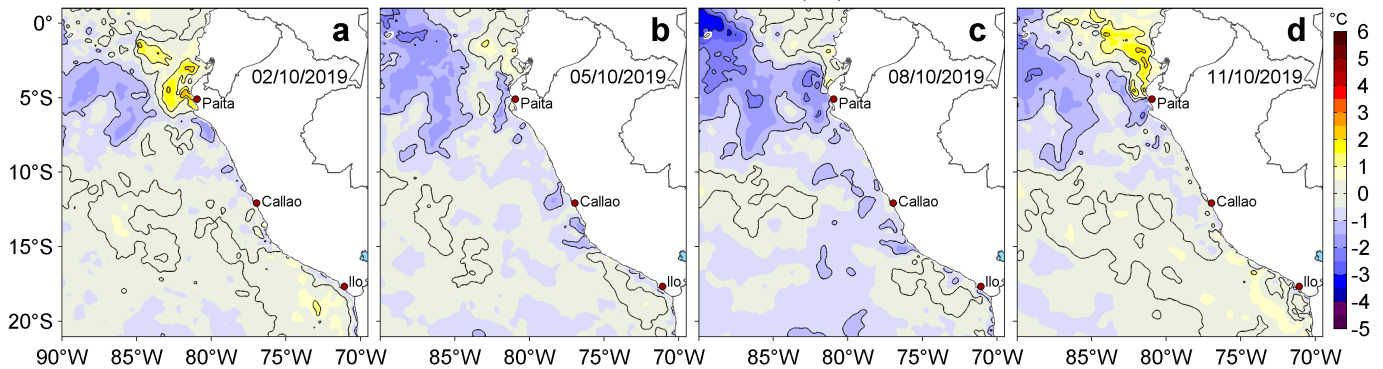 a
02/10/2019
Paita
Callao
Ilo
b
05/10/2019
Paita
Callao
Ilo
c
08/10/2019
Paita
Callao
Ilo
d
11/10/2019
Paita
Callao
Ilo
0°
5°S
10°S
15°S
20°S
90°W 85°W 80°W 75°W 70°W
85°W 80°W 75°W 70°W
85°W 80°W 75°W 70°W
85°W 80°W 75°W 70°W
°C
6
5
4
3
2
1
0
-1
-2
-3
-4
-5